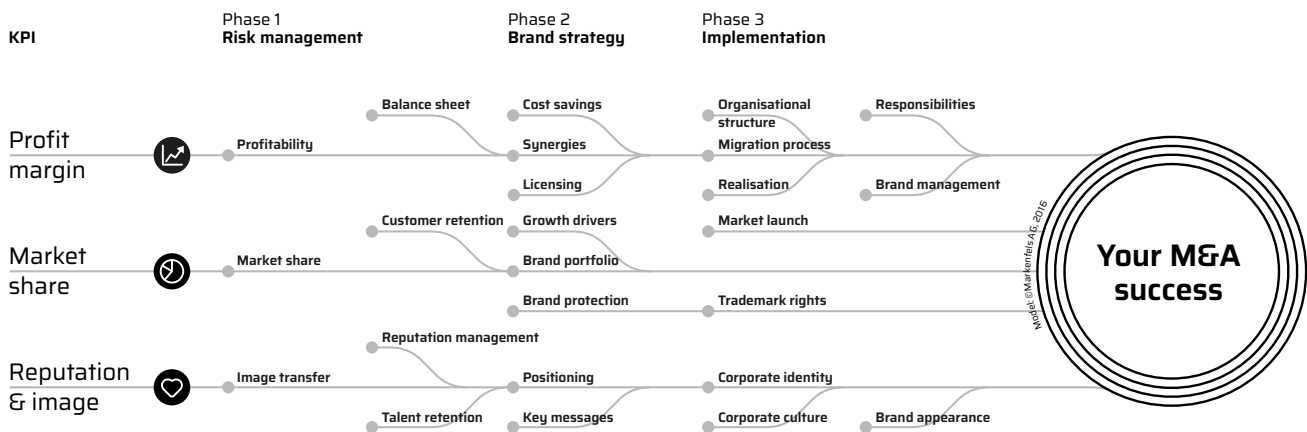 KPI
Phase 1
Risk management
Phase 2
Brand strategy
Phase 3
Implementation
Profit
margin
Profitability
Balance sheet
Cost savings
Synergies
Licensing
Organisational
structure
Migration process
Realisation
Responsibilities
Brand management
Market
share
Market share
Customer retention
Growth drivers
Brand portfolio
Brand protection
Market launch
Trademark rights
Reputation
& image
Image transfer
Reputation management
Talent retention
Positioning
Key messages
Corporate identity
Corporate culture
Brand appearance
Model: ©Markenfels AG, 2016
Your M&A
success